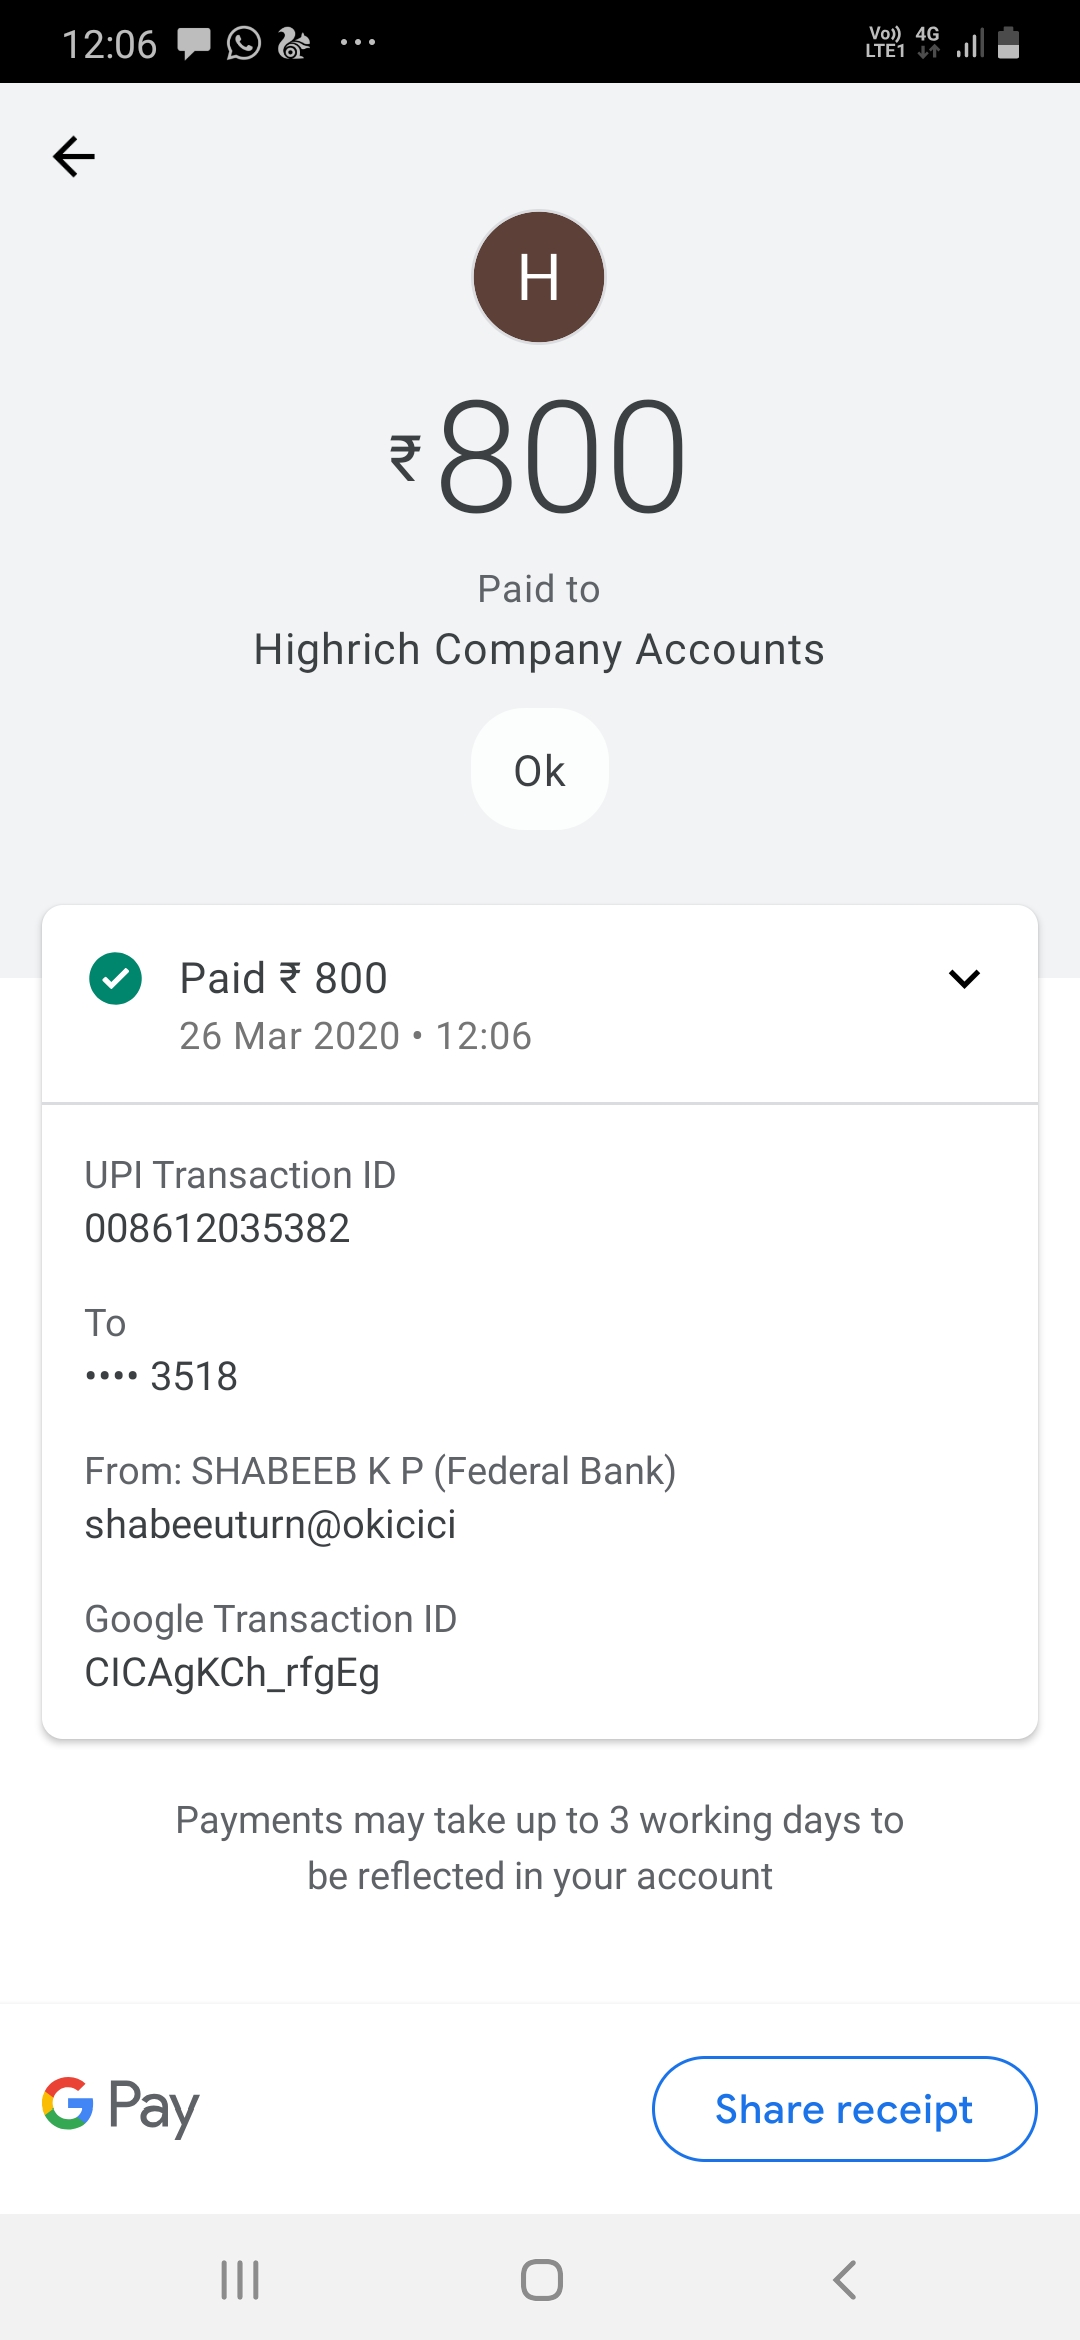 12:06
Vo)) LTE1 4G
H
₹800
Paid to
Highrich Company Accounts
Ok
Paid ₹ 800
26 Mar 2020 • 12:06
UPI Transaction ID
008612035382
To
•••• 3518
From: SHABEEB K P (Federal Bank)
shabeeuturn@okicici
Google Transaction ID
CICAgKCh_rfgEg
Payments may take up to 3 working days to
be reflected in your account
G Pay
Share receipt